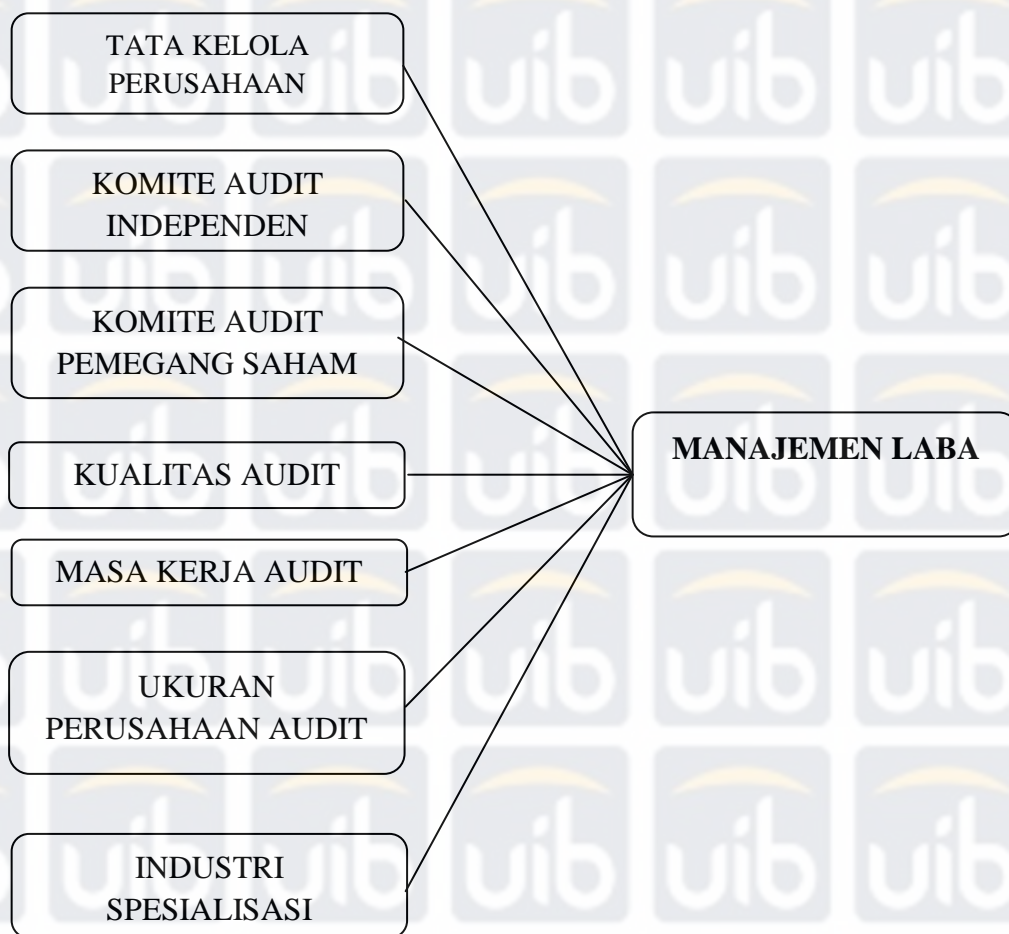 TATA KELOLA
PERUSAHAAN
KOMITE AUDIT
INDEPENDEN
KOMITE AUDIT
PEMEGANG SAHAM
KUALITAS AUDIT
MANAJEMEN LABA
MASA KERJA AUDIT
UKURAN
PERUSAHAAN AUDIT
INDUSTRI
SPESIALISASI
uib